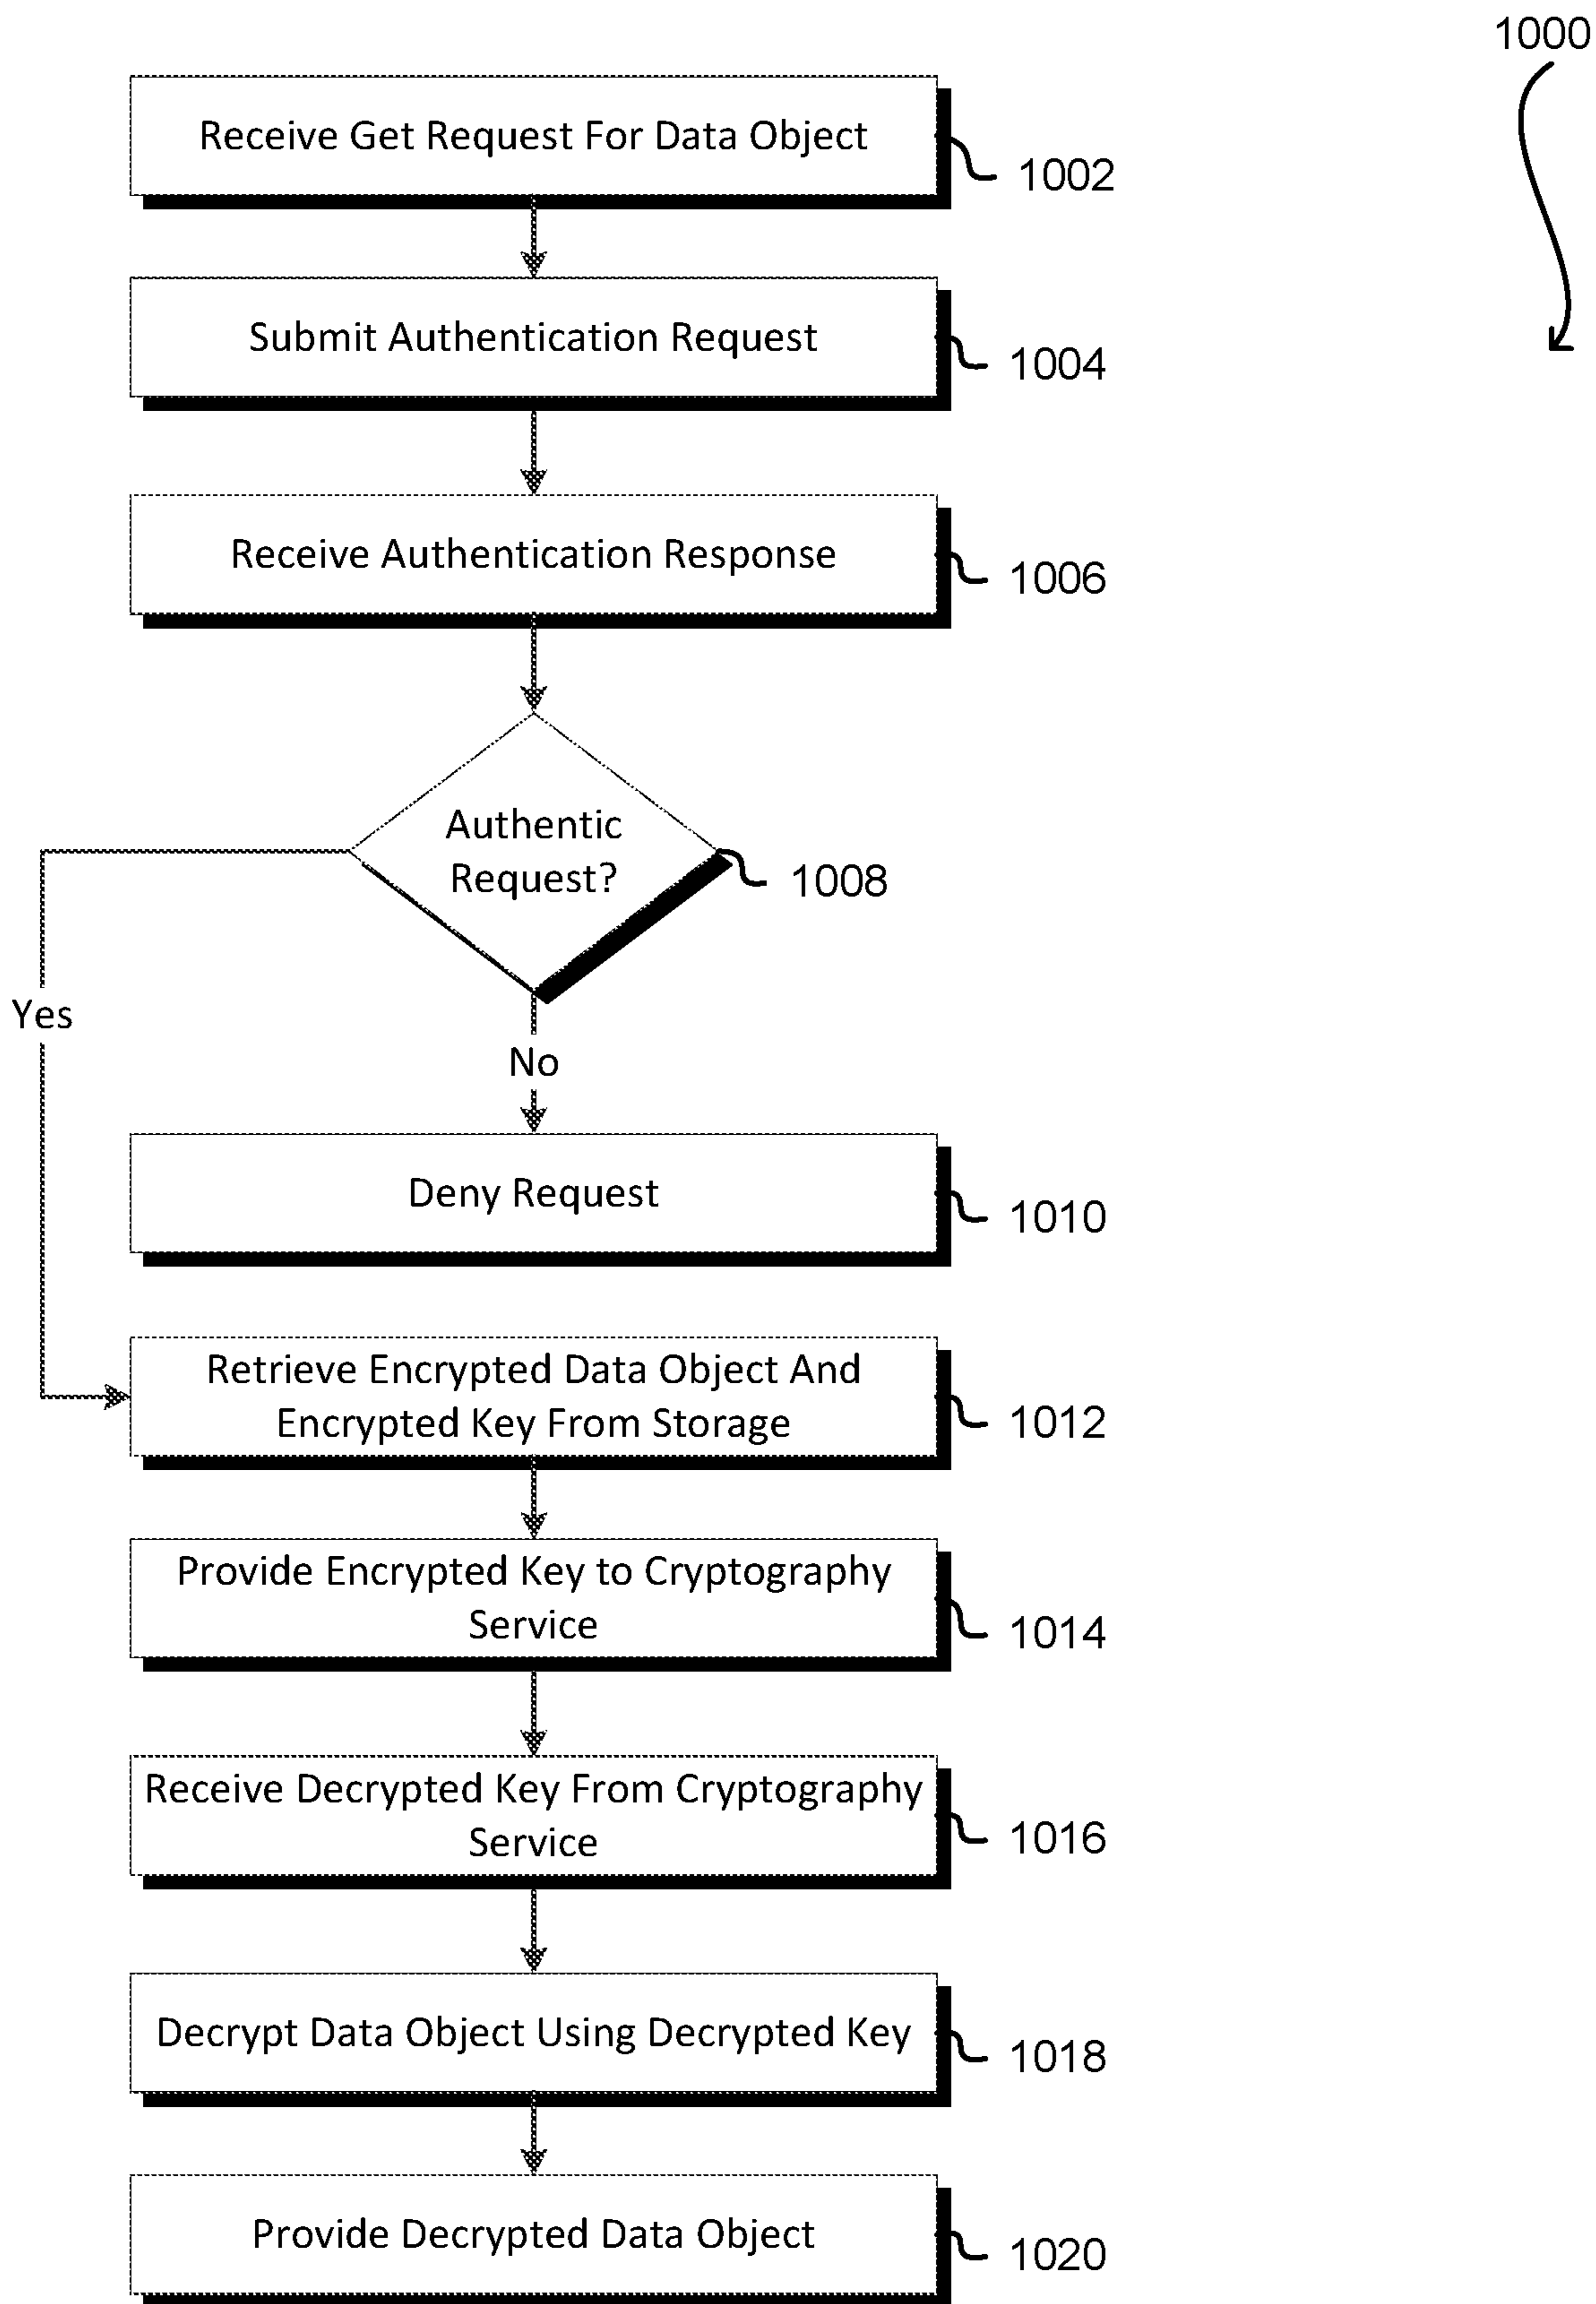 1000
Receive Get Request For Data Object
1002
Submit Authentication Request
1004
Receive Authentication Response
1006
Authentic
Request?
1008
Yes
No
Deny Request
1010
Retrieve Encrypted Data Object And
Encrypted Key From Storage
1012
Provide Encrypted Key to Cryptography
Service
1014
Receive Decrypted Key From Cryptography
Service
1016
Decrypt Data Object Using Decrypted Key
1018
Provide Decrypted Data Object
1020